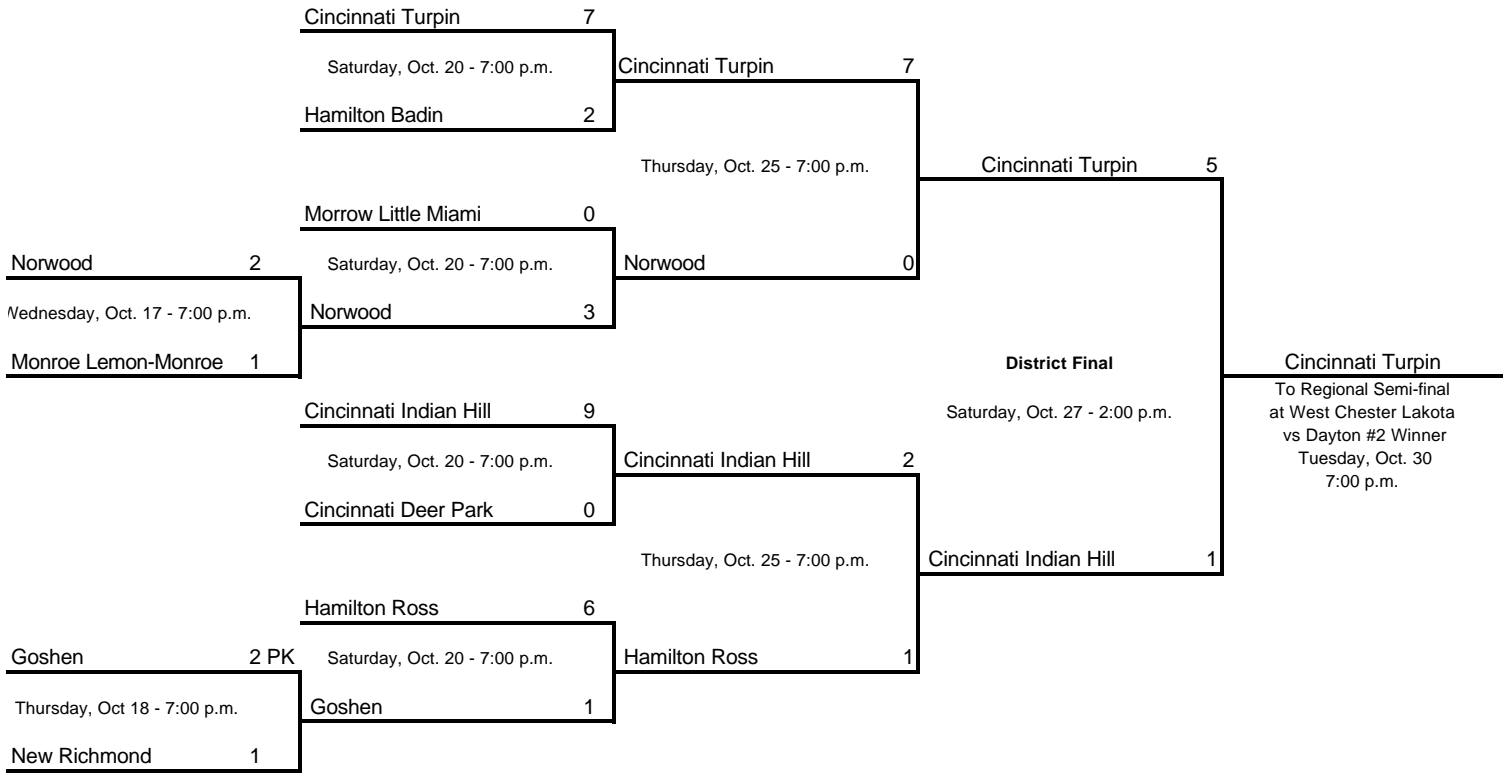 Cincinnati Turpin 7
Saturday, Oct. 20 - 7:00 p.m.
Cincinnati Turpin 7
Hamilton Badin 2
Thursday, Oct. 25 - 7:00 p.m.
Cincinnati Turpin 5
Morrow Little Miami 0
Norwood 2
Saturday, Oct. 20 - 7:00 p.m.
Norwood 0
Wednesday, Oct. 17 - 7:00 p.m.
Norwood 3
Monroe Lemon-Monroe 1
District Final
Cincinnati Turpin
To Regional Semi-final
at West Chester Lakota
vs Dayton #2 Winner
Tuesday, Oct. 30
7:00 p.m.
Cincinnati Indian Hill 9
Saturday, Oct. 27 - 2:00 p.m.
Saturday, Oct. 20 - 7:00 p.m.
Cincinnati Indian Hill 2
Cincinnati Deer Park 0
Thursday, Oct. 25 - 7:00 p.m.
Cincinnati Indian Hill 1
Hamilton Ross 6
Goshen 2 PK
Saturday, Oct. 20 - 7:00 p.m.
Hamilton Ross 1
Thursday, Oct 18 - 7:00 p.m.
Goshen 1
New Richmond 1